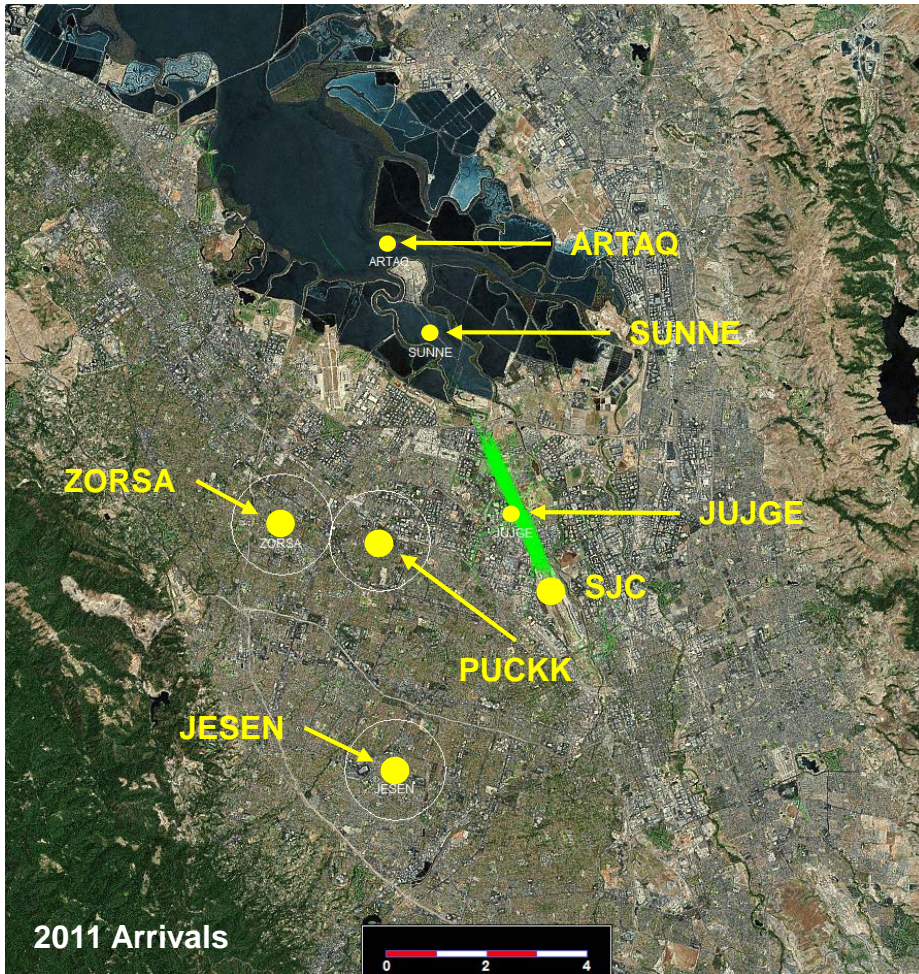 ARTAQ
ARTAQ
SUNNE
SUNNE
ZORSA
ZORSA
JUJGE
JUJGE
SJC
PUCKK
JESEN
JESEN
2011 Arrivals
0 2 4